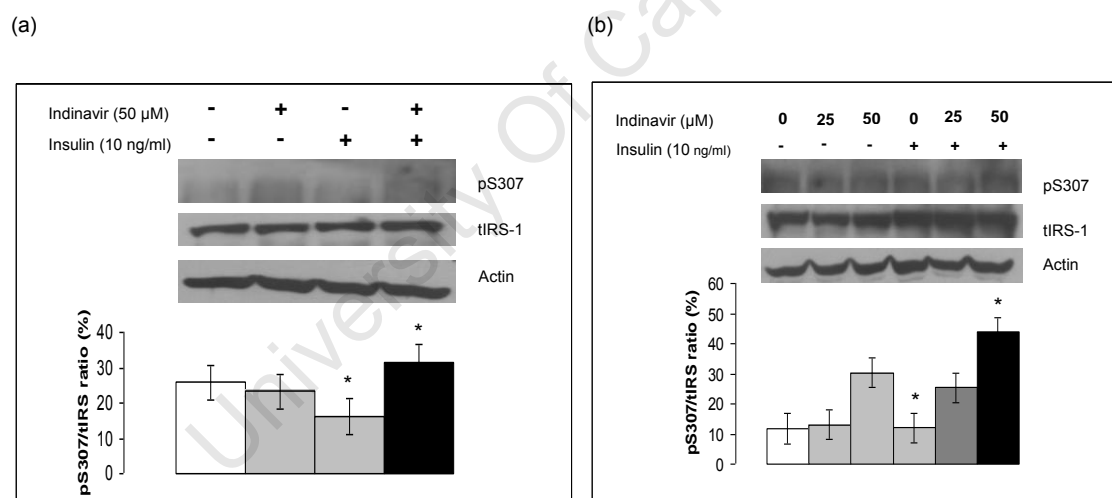 (a)
(b)
Indinavir (50 µM) - + - +
Insulin (10 ng/ml) - - + +
pS307
tIRS-1
Actin
pS307/tIRS ratio (%)
40
30
20
10
0
*
*
Indinavir (µM) 0 25 50 0 25 50
Insulin (10 ng/ml) - - - + + +
pS307
tIRS-1
Actin
pS307/tIRS ratio (%)
60
50
40
30
20
10
0
*
*
University Of Cap